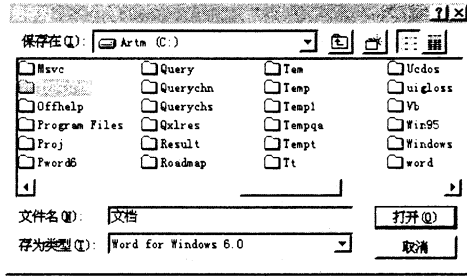 保存在(I): Artm (C:)
Msvc Query Tem Ucdos
Querychn Temp uigloss
Offhelp Querychs Temp1 Vb
Program Files Qxlres Tempqa Win95
Proj Result Tempt Windows
Pword6 Roadmap Tt word
文件名(N): 文档 打开(O)
存为类型(T): Word for Windows 6.0 取消